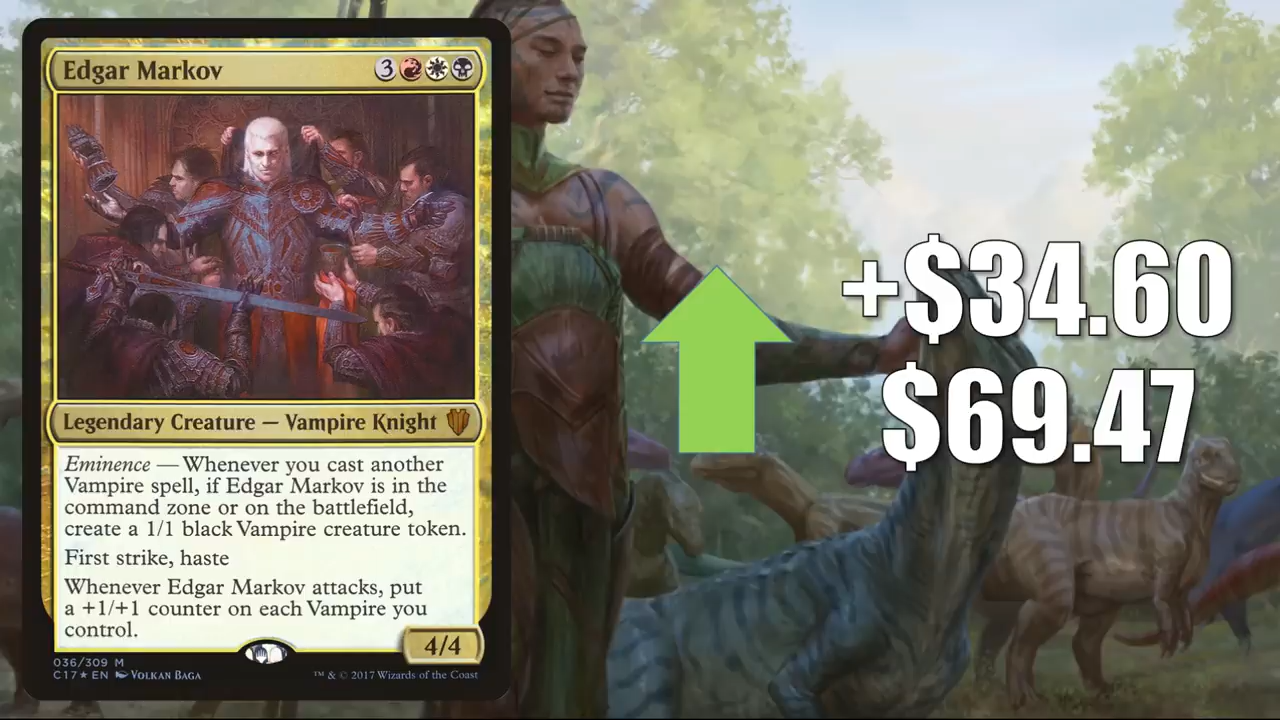 Edgar Markov
3
Legendary Creature — Vampire Knight
Eminence — Whenever you cast another
Vampire spell, if Edgar Markov is in the
command zone or on the battlefield,
create a 1/1 black Vampire creature token.
First strike, haste
Whenever Edgar Markov attacks, put
a +1/+1 counter on each Vampire you
control.
4/4
036/309 M
C17★EN VOLKAN BAGA
™ & © 2017 Wizards of the Coast
+$34.60
$69.47